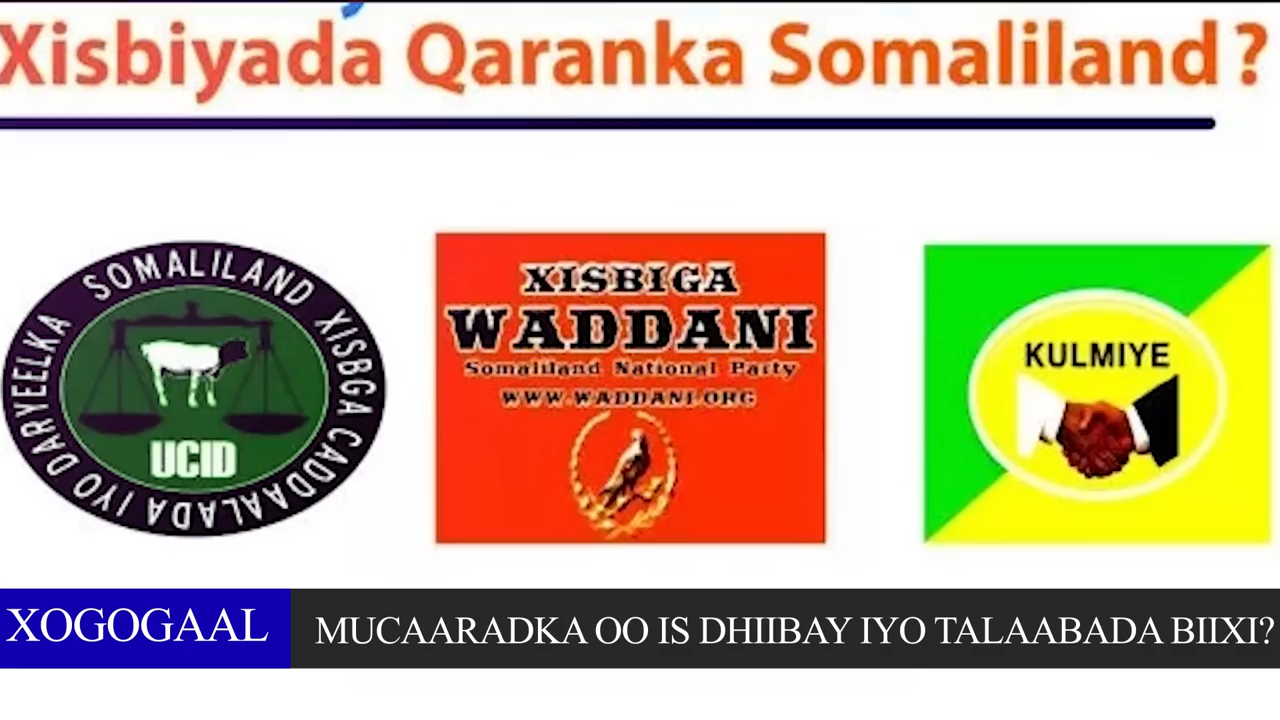 Xisbiyada Qaranka Somaliland ?
SOMALILAND XISBGA CADDAALADA IYO DARYEELKA
UCID
XISBIGA
WADDANI
Somaliland National Party
WWW.WADDANI.ORG
KULMIYE
XOGOGAAL
MUCAARADKA OO IS DHIIBAY IYO TALAABADA BIIXI?